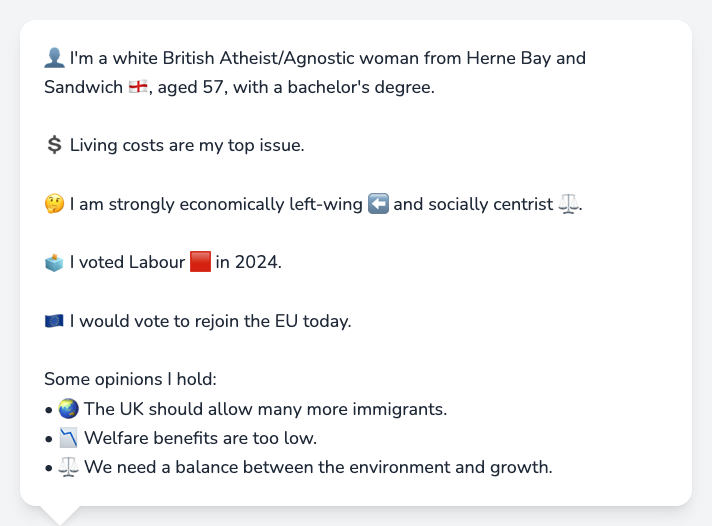 👤 I'm a white British Atheist/Agnostic woman from Herne Bay and
Sandwich 🏴󠁧󠁢󠁥󠁮󠁧󠁿, aged 57, with a bachelor's degree.
💲 Living costs are my top issue.
🤔 I am strongly economically left-wing ⬅️ and socially centrist ⚖️.
🗳️ I voted Labour 🟥 in 2024.
🇪🇺 I would vote to rejoin the EU today.
Some opinions I hold:
• 🌏 The UK should allow many more immigrants.
• 📉 Welfare benefits are too low.
• ⚖️ We need a balance between the environment and growth.